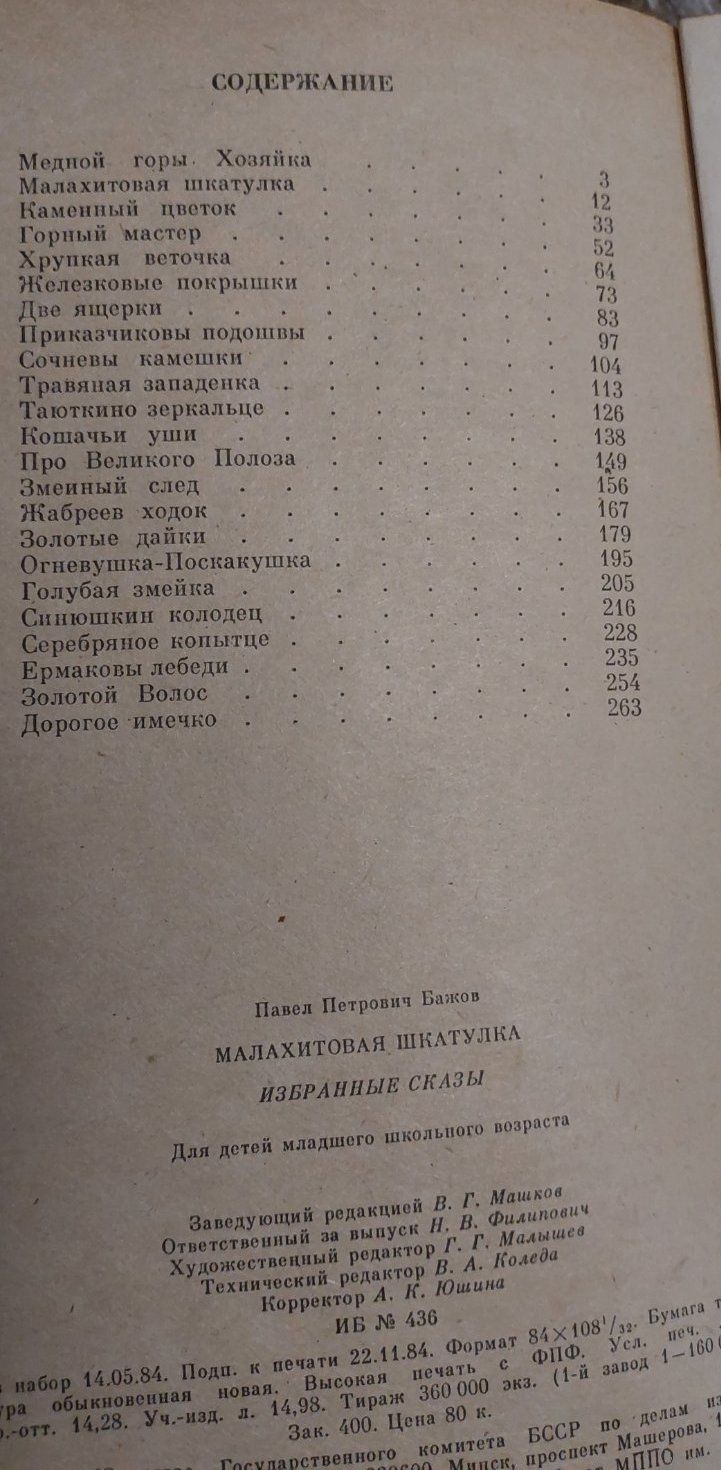 СОДЕРЖАНИЕ
Медной горы Хозяйка . . . . . 3
Малахитовая шкатулка . . . . . . 12
Каменный цветок . . . . . . . 33
Горный мастер . . . . . . . . 52
Хрупкая веточка . . . . . . . 64
Железковые покрышки . . . . . . 73
Две ящерки . . . . . . . . . 83
Приказчиковы подошвы . . . . . . 97
Сочневы камешки . . . . . . . 104
Травяная западенка . . . . . . . 113
Таюткино зеркальце . . . . . . . 126
Кошачьи уши . . . . . . . . 138
Про Великого Полоза . . . . . . 149
Змеиный след . . . . . . . . 156
Жабреев ходок . . . . . . . . 167
Золотые дайки . . . . . . . . 179
Огневушка-Поскакушка . . . . . . 195
Голубая змейка . . . . . . . . 205
Синюшкин колодец . . . . . . . 216
Серебряное копытце . . . . . . . 228
Ермаковы лебеди . . . . . . . . 235
Золотой Волос . . . . . . . . 254
Дорогое имечко . . . . . . . . 263
Павел Петрович Бажов
МАЛАХИТОВАЯ ШКАТУЛКА
ИЗБРАННЫЕ СКАЗЫ
Для детей младшего школьного возраста
Заведующий редакцией В. Г. Машков
Ответственный за выпуск Н. В. Филипович
Художественный редактор Г. Г. Малышев
Технический редактор В. А. Коледа
Корректор А. К. Юшина
ИБ № 436
набор 14.05.84. Подп. к печати 22.11.84. Формат 84×108¹/₃₂. Бумага
обыкновенная новая. Высокая печать с ФПФ. Усл. печ.
14,28. Уч.-изд. л. 14,98. Тираж 360 000 экз. (1-й завод 1—160
Зак. 400. Цена 80 к.
Государственного комитета БССР по делам
Минск, проспект Машерова,
МППО им.